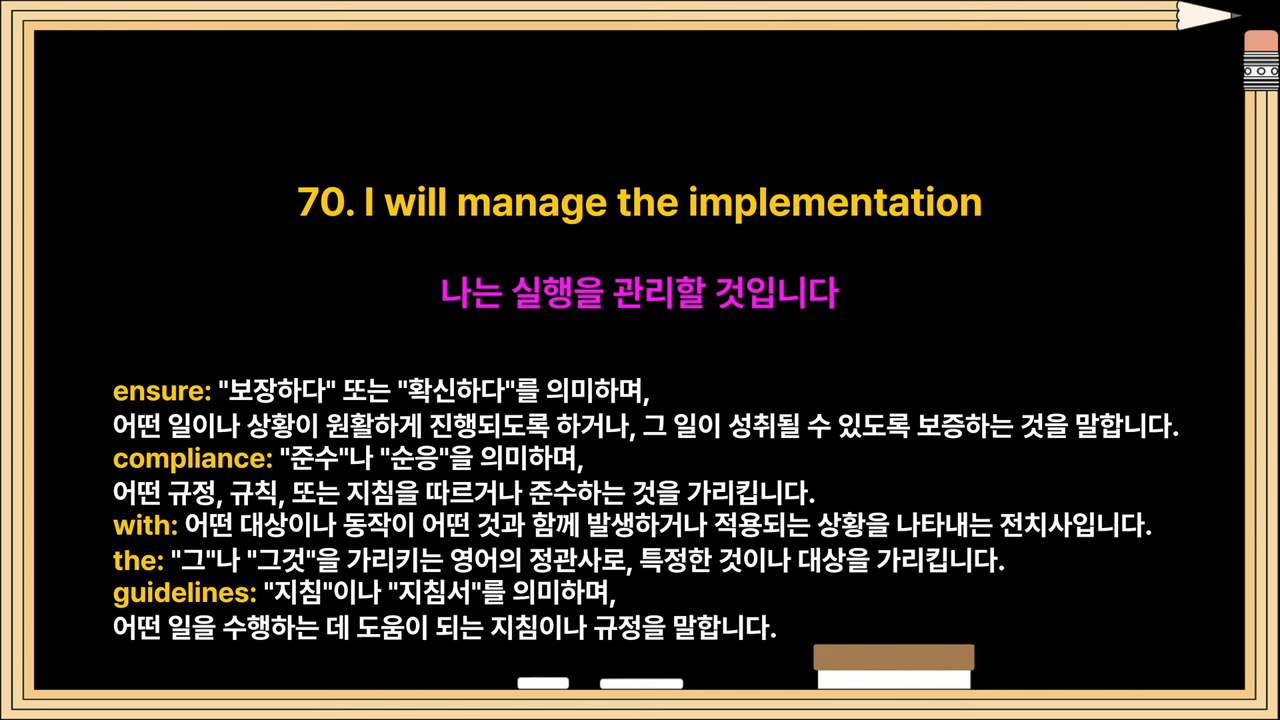 70. I will manage the implementation
나는 실행을 관리할 것입니다
ensure: "보장하다" 또는 "확신하다"를 의미하며,
어떤 일이나 상황이 원활하게 진행되도록 하거나, 그 일이 성취될 수 있도록 보증하는 것을 말합니다.
compliance: "준수"나 "순응"을 의미하며,
어떤 규정, 규칙, 또는 지침을 따르거나 준수하는 것을 가리킵니다.
with: 어떤 대상이나 동작이 어떤 것과 함께 발생하거나 적용되는 상황을 나타내는 전치사입니다.
the: "그"나 "그것"을 가리키는 영어의 정관사로, 특정한 것이나 대상을 가리킵니다.
guidelines: "지침"이나 "지침서"를 의미하며,
어떤 일을 수행하는 데 도움이 되는 지침이나 규정을 말합니다.